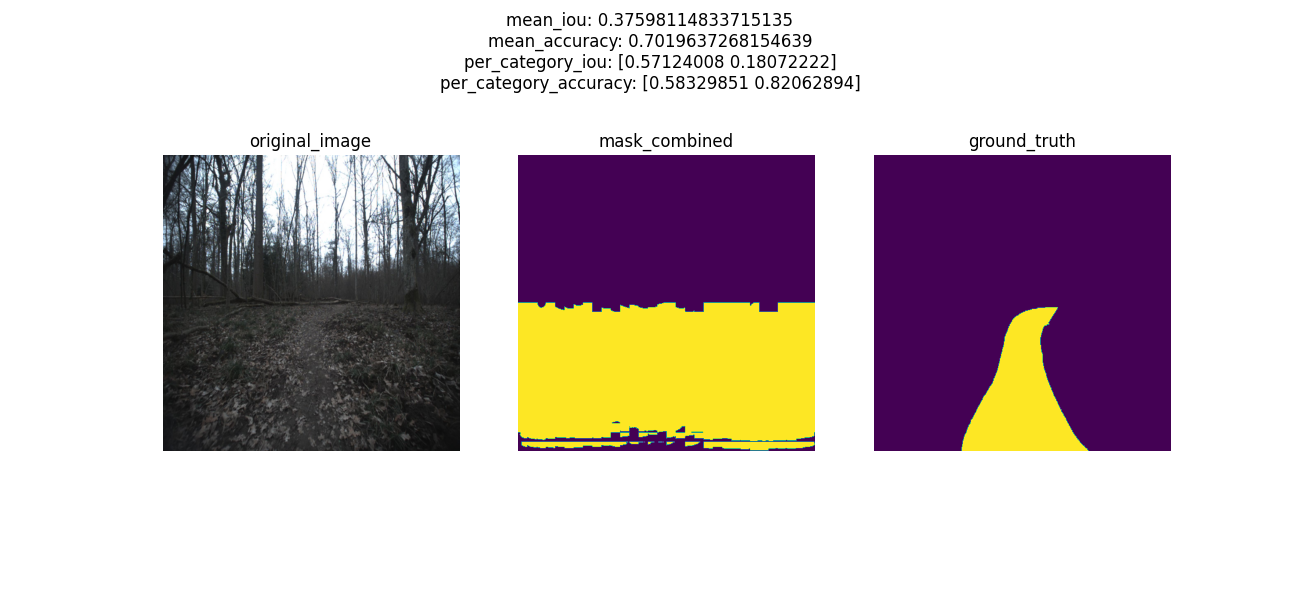 mean_iou: 0.37598114833715135
mean_accuracy: 0.7019637268154639
per_category_iou: [0.57124008 0.18072222]
per_category_accuracy: [0.58329851 0.82062894]
original_image
mask_combined
ground_truth